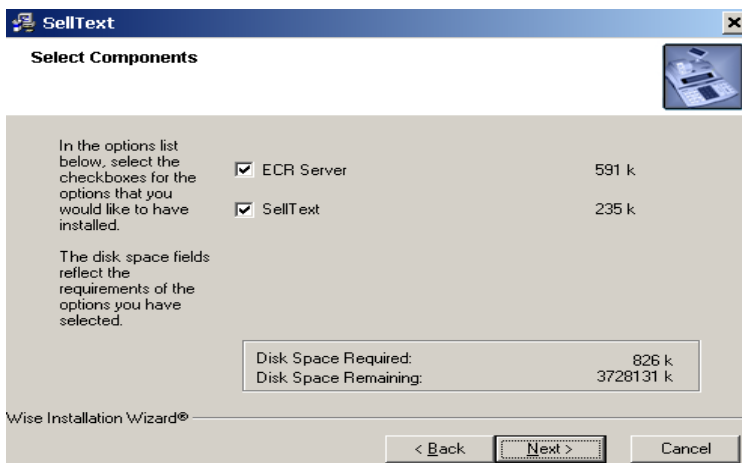 SellText
Select Components
In the options list
below, select the
checkboxes for the
options that you
would like to have
installed.
The disk space fields
reflect the
requirements of the
options you have
selected.
ECR Server 591 k
SellText 235 k
Disk Space Required: 826 k
Disk Space Remaining: 3728131 k
Wise Installation Wizard®
< Back Next > Cancel